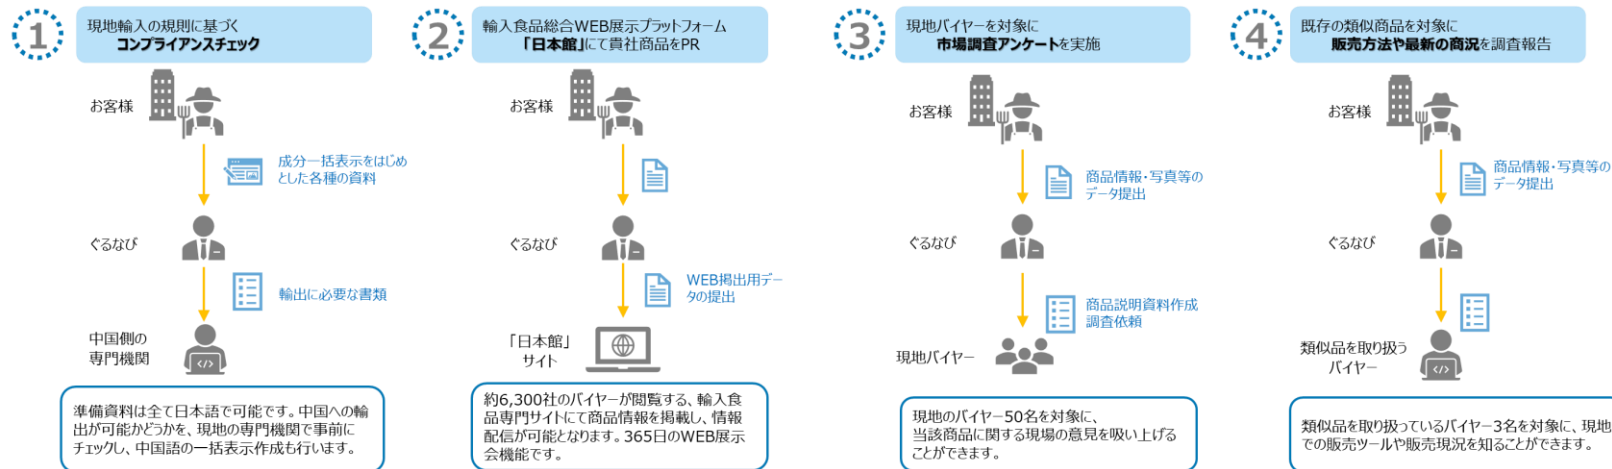 1
現地輸入の規則に基づく
コンプライアンスチェック
お客様
成分一括表示をはじめ
とした各種の資料
ぐるなび
輸出に必要な書類
中国側の
専門機関
準備資料は全て日本語で可能です。中国への輸
出が可能かどうかを、現地の専門機関で事前に
チェックし、中国語の一括表示作成も行います。
2
輸入食品総合WEB展示プラットフォーム
「日本館」にて貴社商品をPR
お客様
ぐるなび
WEB掲出用デー
タの提出
「日本館」
サイト
約6,300社のバイヤーが閲覧する、輸入食
品専門サイトにて商品情報を掲載し、情報
配信が可能となります。365日のWEB展示
会機能です。
3
現地バイヤーを対象に
市場調査アンケートを実施
お客様
商品情報・写真等の
データ提出
ぐるなび
商品説明資料作成
調査依頼
現地バイヤー
現地のバイヤー50名を対象に、
当該商品に関する現場の意見を吸い上げる
ことができます。
4
既存の類似商品を対象に
販売方法や最新の商況を調査報告
お客様
商品情報・写真等の
データ提出
ぐるなび
類似品を取り扱う
バイヤー
類似品を取り扱っているバイヤー3名を対象に、現地
での販売ツールや販売現況を知ることができます。